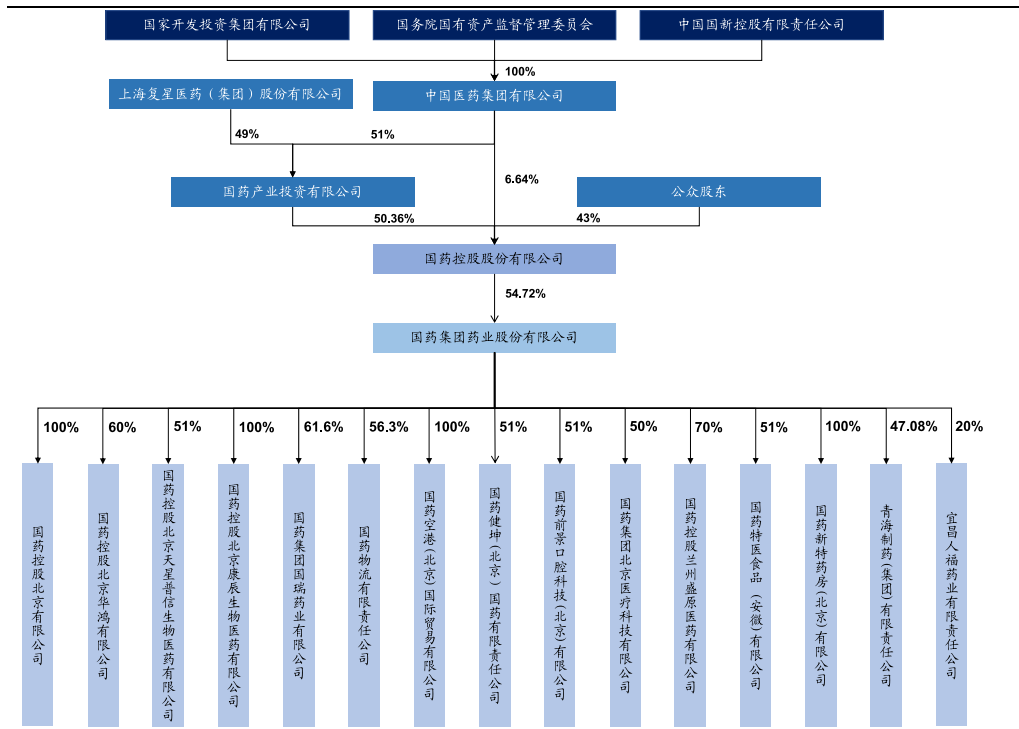 国家开发投资集团有限公司
国务院国有资产监督管理委员会
中国国新控股有限责任公司
100%
上海复星医药（集团）股份有限公司
中国医药集团有限公司
49%
51%
国药产业投资有限公司
6.64%
公众股东
50.36%
43%
国药控股股份有限公司
54.72%
国药集团药业股份有限公司
100%
60%
51%
100%
61.6%
56.3%
100%
51%
51%
50%
70%
51%
100%
47.08%
20%
国药控股北京有限公司
国药控股北京华鸿有限公司
国药控股北京天星普信生物医药有限公司
国药控股北京康辰生物医药有限公司
国药集团国瑞药业有限公司
国药物流有限责任公司
国药空港(北京)国际贸易有限公司
国药健坤(北京)国药有限责任公司
国药前景口腔科技(北京)有限公司
国药集团北京医疗科技有限公司
国药控股兰州盛原医药有限公司
国药特医食品(安徽)有限公司
国药新特药房(北京)有限公司
青海制药(集团)有限责任公司
宜昌人福药业有限责任公司